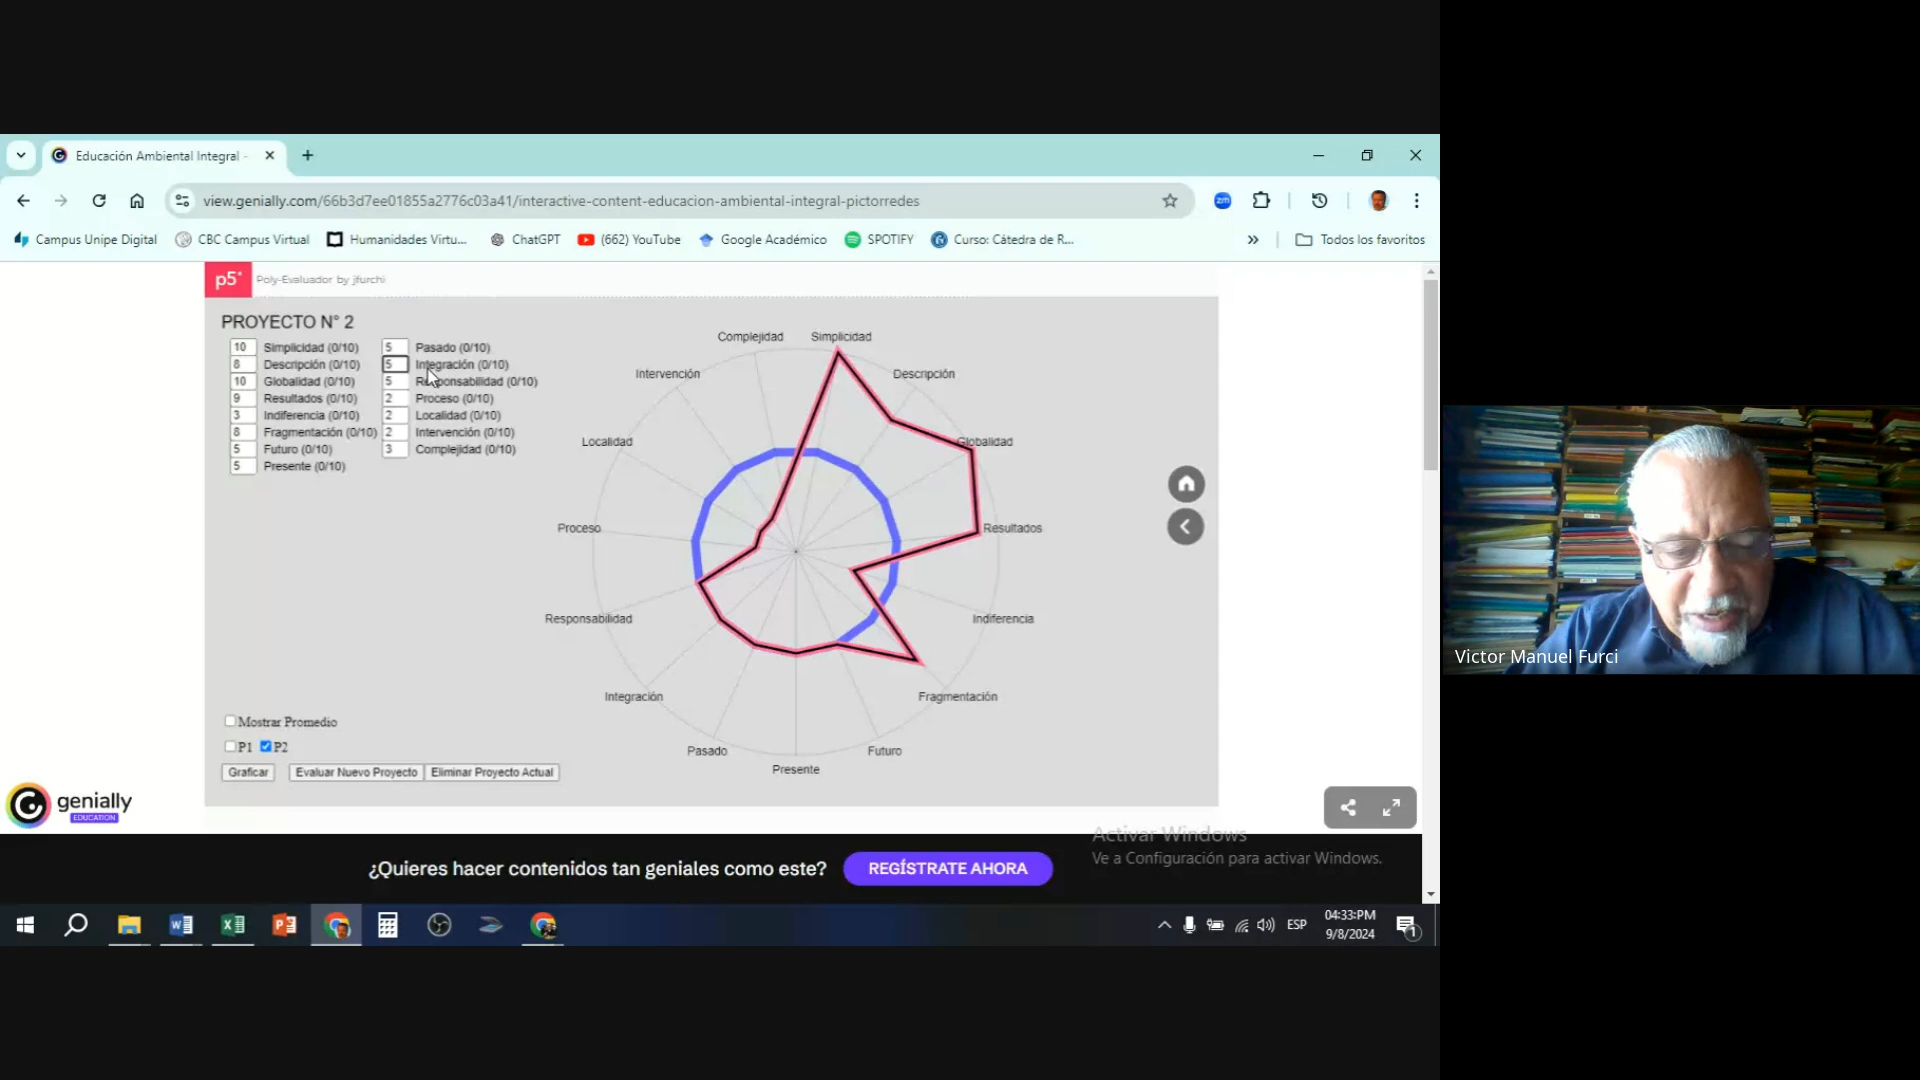 Educación Ambiental Integral -
view.genially.com/66b3d7ee01855a2776c03a41/interactive-content-educacion-ambiental-integral-pictorredes
zm
Campus Unipe Digital
CBC Campus Virtual
Humanidades Virtu...
ChatGPT
(662) YouTube
Google Académico
SPOTIFY
Curso: Cátedra de R...
»
Todos los favoritos
p5*
Poly-Evaluador by jfurchi
PROYECTO N° 2
10 Simplicidad (0/10) 5 Pasado (0/10)
8 Descripción (0/10) 5 Integración (0/10)
10 Globalidad (0/10) 5 Responsabilidad (0/10)
9 Resultados (0/10) 2 Proceso (0/10)
3 Indiferencia (0/10) 2 Localidad (0/10)
8 Fragmentación (0/10) 2 Intervención (0/10)
5 Futuro (0/10) 3 Complejidad (0/10)
5 Presente (0/10)
Complejidad
Simplicidad
Intervención
Descripción
Localidad
Globalidad
Proceso
Resultados
Responsabilidad
Indiferencia
Integración
Fragmentación
Pasado
Futuro
Presente
Mostrar Promedio
P1 P2
Graficar
Evaluar Nuevo Proyecto
Eliminar Proyecto Actual
genially
EDUCATION
Activar Windows
Ve a Configuración para activar Windows.
¿Quieres hacer contenidos tan geniales como este?
REGÍSTRATE AHORA
ESP
04:33:PM
9/8/2024
1
Victor Manuel Furci